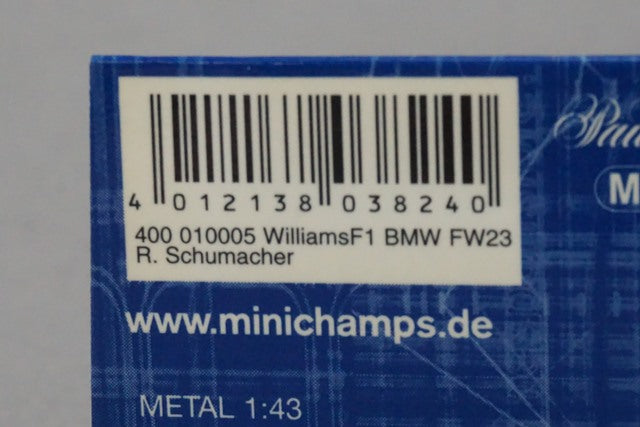 4 012138 038240
400 010005 WilliamsF1 BMW FW23
R. Schumacher
www.minichamps.de
METAL 1:43